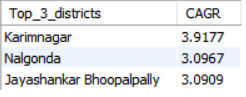 Top_3_districts CAGR
Karimnagar 3.9177
Nalgonda 3.0967
Jayashankar Bhoopalpally 3.0909